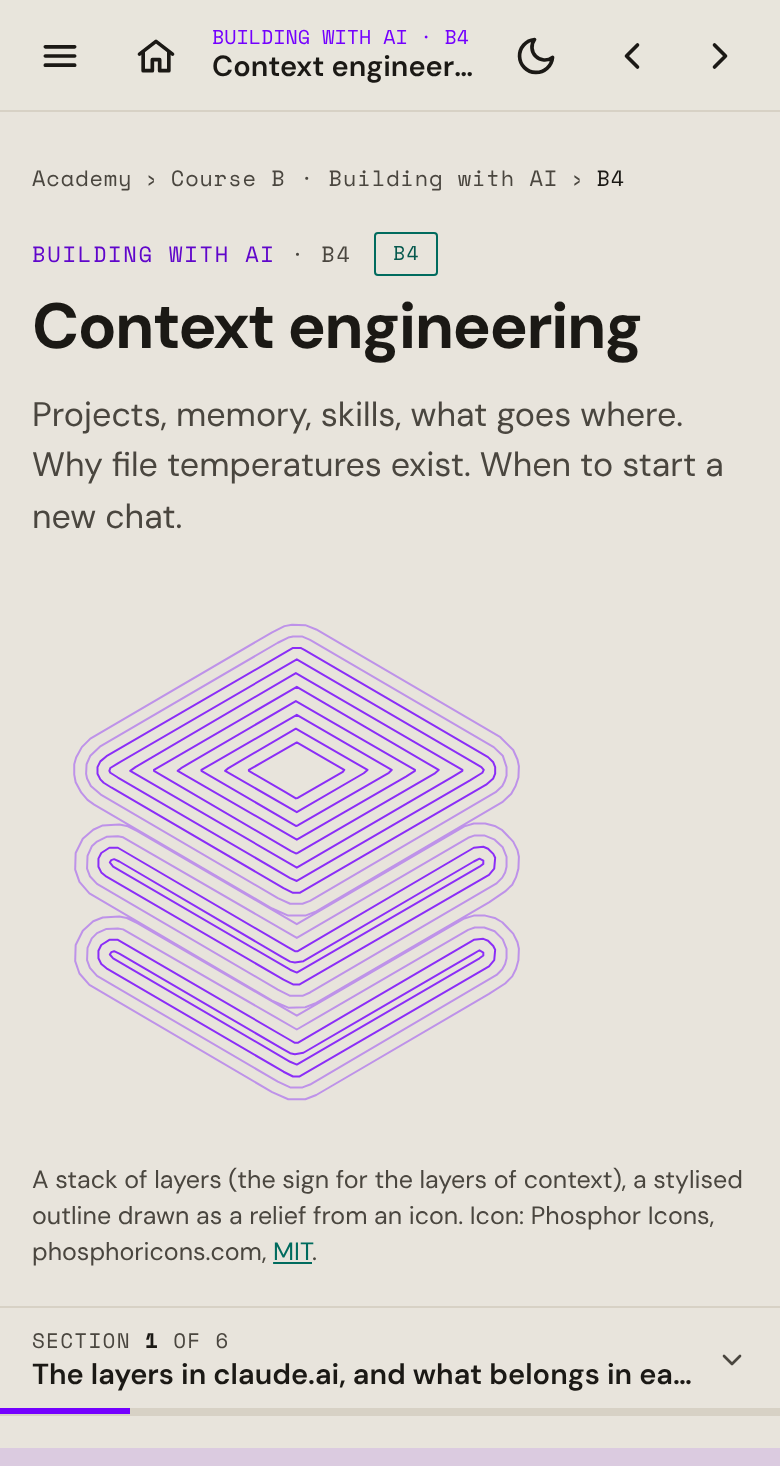 BUILDING WITH AI · B4
Context engineer...
Academy › Course B · Building with AI › B4
BUILDING WITH AI · B4 B4
Context engineering
Projects, memory, skills, what goes where.
Why file temperatures exist. When to start a
new chat.
A stack of layers (the sign for the layers of context), a stylised
outline drawn as a relief from an icon. Icon: Phosphor Icons,
phosphoricons.com, MIT.
SECTION 1 OF 6
The layers in claude.ai, and what belongs in ea...